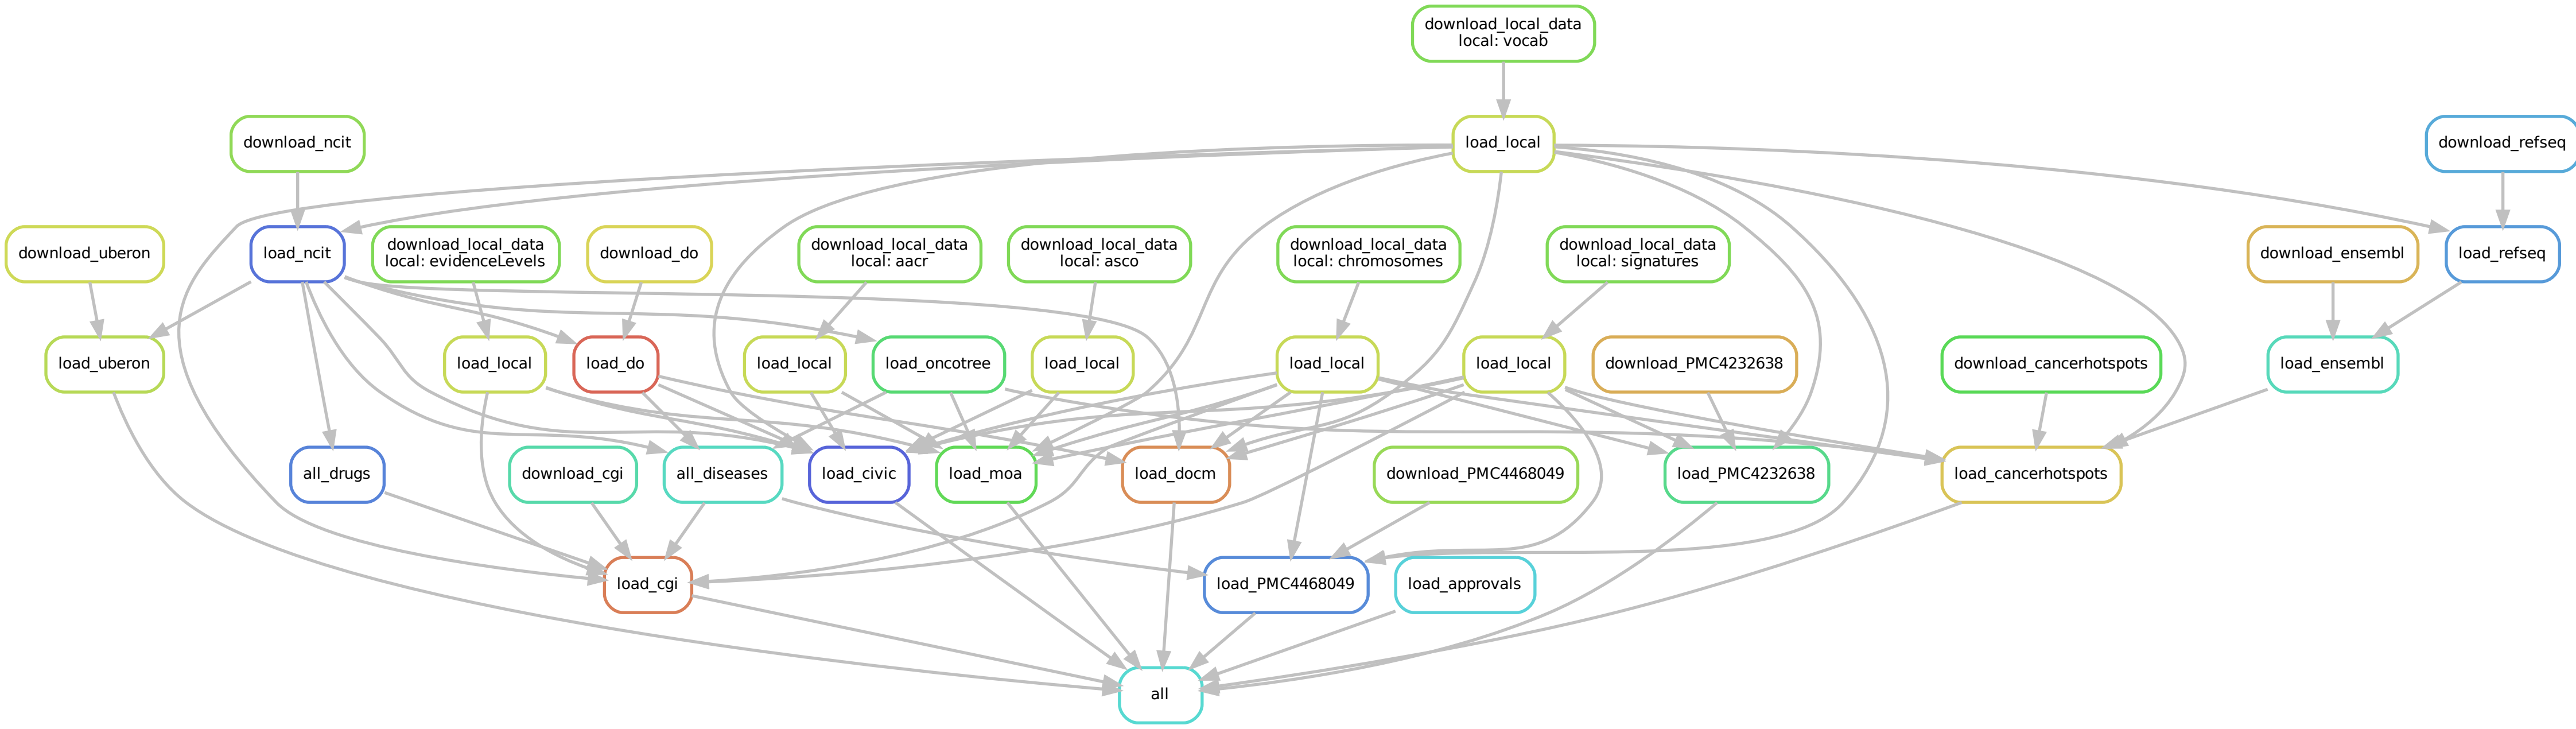 download_local_data
local: vocab
download_ncit
load_local
download_refseq
download_uberon
load_ncit
download_local_data
local: evidenceLevels
download_do
download_local_data
local: aacr
download_local_data
local: asco
download_local_data
local: chromosomes
download_local_data
local: signatures
download_ensembl
load_refseq
load_uberon
load_local
load_do
load_local
load_oncotree
load_local
load_local
load_local
download_PMC4232638
download_cancerhotspots
load_ensembl
all_drugs
download_cgi
all_diseases
load_civic
load_moa
load_docm
download_PMC4468049
load_PMC4232638
load_cancerhotspots
load_cgi
load_PMC4468049
load_approvals
all